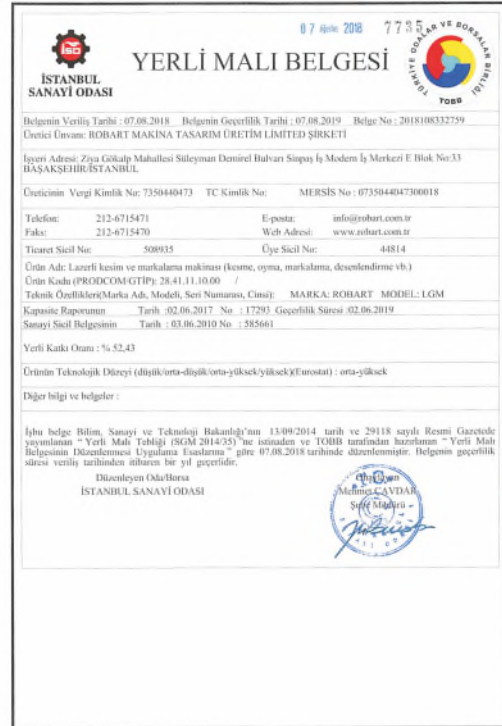 07 Ağustos 2018
İSO
İSTANBUL
SANAYİ ODASI
YERLİ MALI BELGESİ
TÜRKİYE ODALAR VE BORSALAR BİRLİĞİ
TOBB
Belgenin Veriliş Tarihi : 07.08.2018 Belgenin Geçerlilik Tarihi : 07.08.2019 Belge No : 2018108332759
Üretici Ünvanı: ROBART MAKİNA TASARIM ÜRETİM LİMİTED ŞİRKETİ
İşyeri Adresi: Ziya Gökalp Mahallesi Süleyman Demirel Bulvarı Sinpaş İş Modern İş Merkezi E Blok No:33
BAŞAKŞEHİR/İSTANBUL
Üreticinin Vergi Kimlik No: 7350440473 TC Kimlik No: MERSİS No : 0735044047300018
Telefon: 212-6715471 E-posta: info@robart.com.tr
Faks: 212-6715470 Web Adresi: www.robart.com.tr
Ticaret Sicil No: 508935 Üye Sicil No: 44814
Ürün Adı: Lazerli kesim ve markalama makinası (kesme, oyma, markalama, desenlendirme vb.)
Ürün Kodu (PRODCOM/GTİP): 28.41.11.10.00 /
Teknik Özellikleri(Marka Adı, Modeli, Seri Numarası, Cinsi): MARKA: ROBART MODEL: LGM
Kapasite Raporunun Tarih :02.06.2017 No : 17293 Geçerlilik Süresi :02.06.2019
Sanayi Sicil Belgesinin Tarih : 03.06.2010 No : 585661
Yerli Katkı Oranı : % 52,43
Ürünün Teknolojik Düzeyi (düşük/orta-düşük/orta-yüksek/yüksek)(Eurostat) : orta-yüksek
Diğer bilgi ve belgeler :
İşbu belge Bilim, Sanayi ve Teknoloji Bakanlığı'nın 13/09/2014 tarih ve 29118 sayılı Resmi Gazetede
yayımlanan "Yerli Malı Tebliği (SGM 2014/35)"ne istinaden ve TOBB tarafından hazırlanan "Yerli Malı
Belgesinin Düzenlenmesi Uygulama Esaslarına" göre 07.08.2018 tarihinde düzenlenmiştir. Belgenin geçerlilik
süresi veriliş tarihinden itibaren bir yıl geçerlidir.
Düzenleyen Oda/Borsa
İSTANBUL SANAYİ ODASI
Onaylayan
Mehmet ÇAVDAR
Şube Müdürü